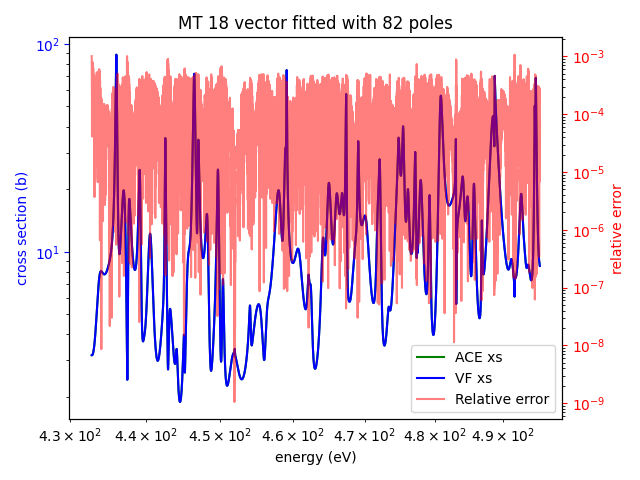 MT 18 vector fitted with 82 poles
10²
10¹
cross section (b)
10⁻³
10⁻⁴
10⁻⁵
10⁻⁶
10⁻⁷
10⁻⁸
10⁻⁹
relative error
ACE xs
VF xs
Relative error
4.3 × 10² 4.4 × 10² 4.5 × 10² 4.6 × 10² 4.7 × 10² 4.8 × 10² 4.9 × 10²
energy (eV)